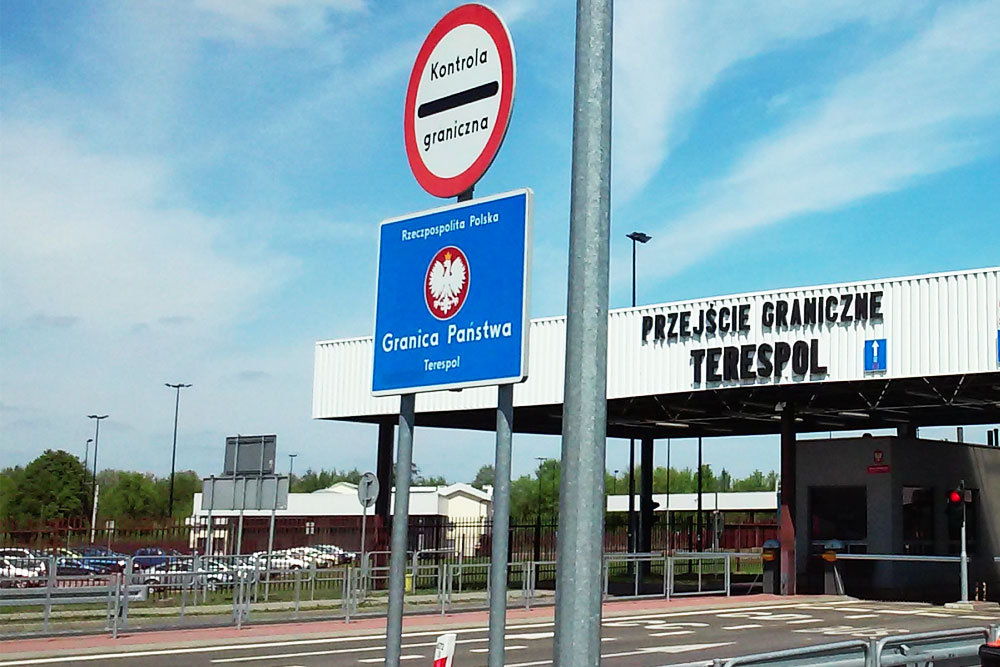 Kontrola
graniczna
Rzeczpospolita Polska
Granica Państwa
Terespol
PRZEJŚCIE GRANICZNE
TERESPOL